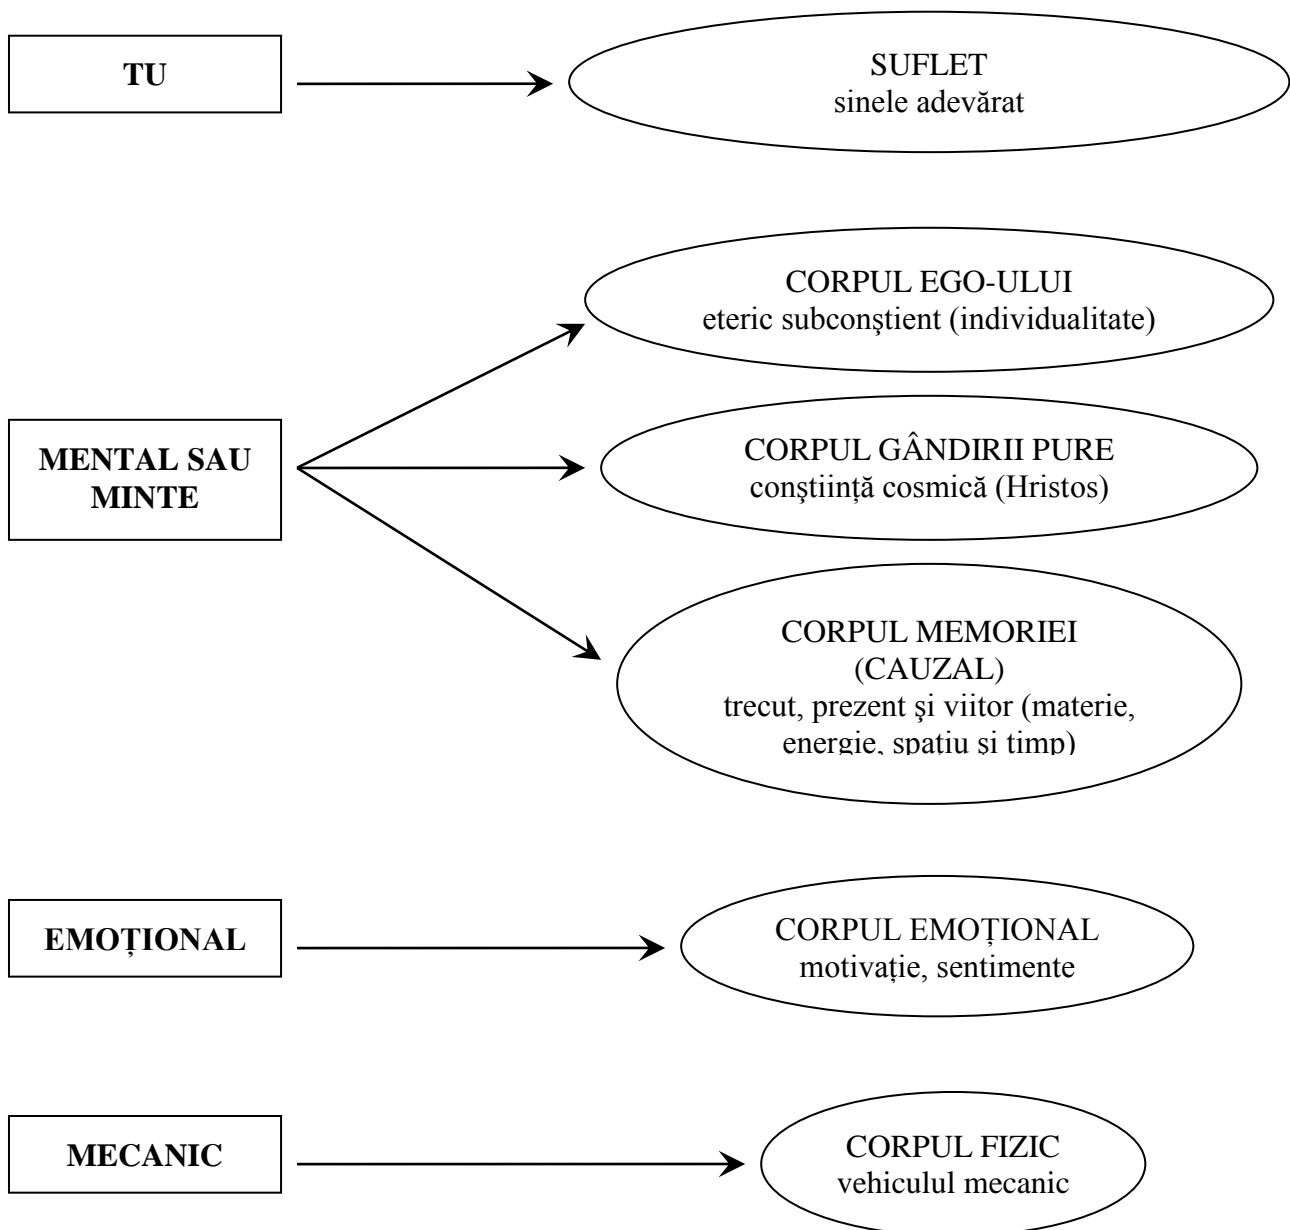 TU
SUFLET
sinele adevărat
CORPUL EGO-ULUI
eteric subconştient (individualitate)
MENTAL SAU
MINTE
CORPUL GÂNDIRII PURE
conştiință cosmică (Hristos)
CORPUL MEMORIEI
(CAUZAL)
trecut, prezent şi viitor (materie,
energie, spațiu şi timp)
EMOȚIONAL
CORPUL EMOȚIONAL
motivație, sentimente
MECANIC
CORPUL FIZIC
vehiculul mecanic